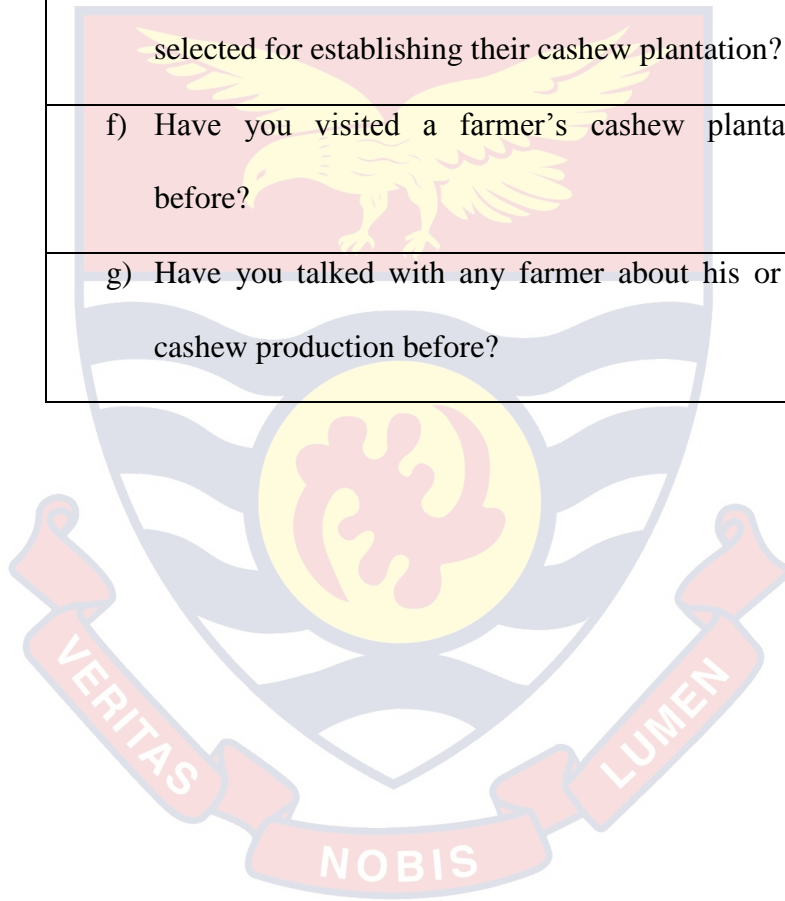 selected for establishing their cashew plantation?
f) Have you visited a farmer's cashew planta
before?
g) Have you talked with any farmer about his or
cashew production before?
VERITAS
NOBIS
LUMEN